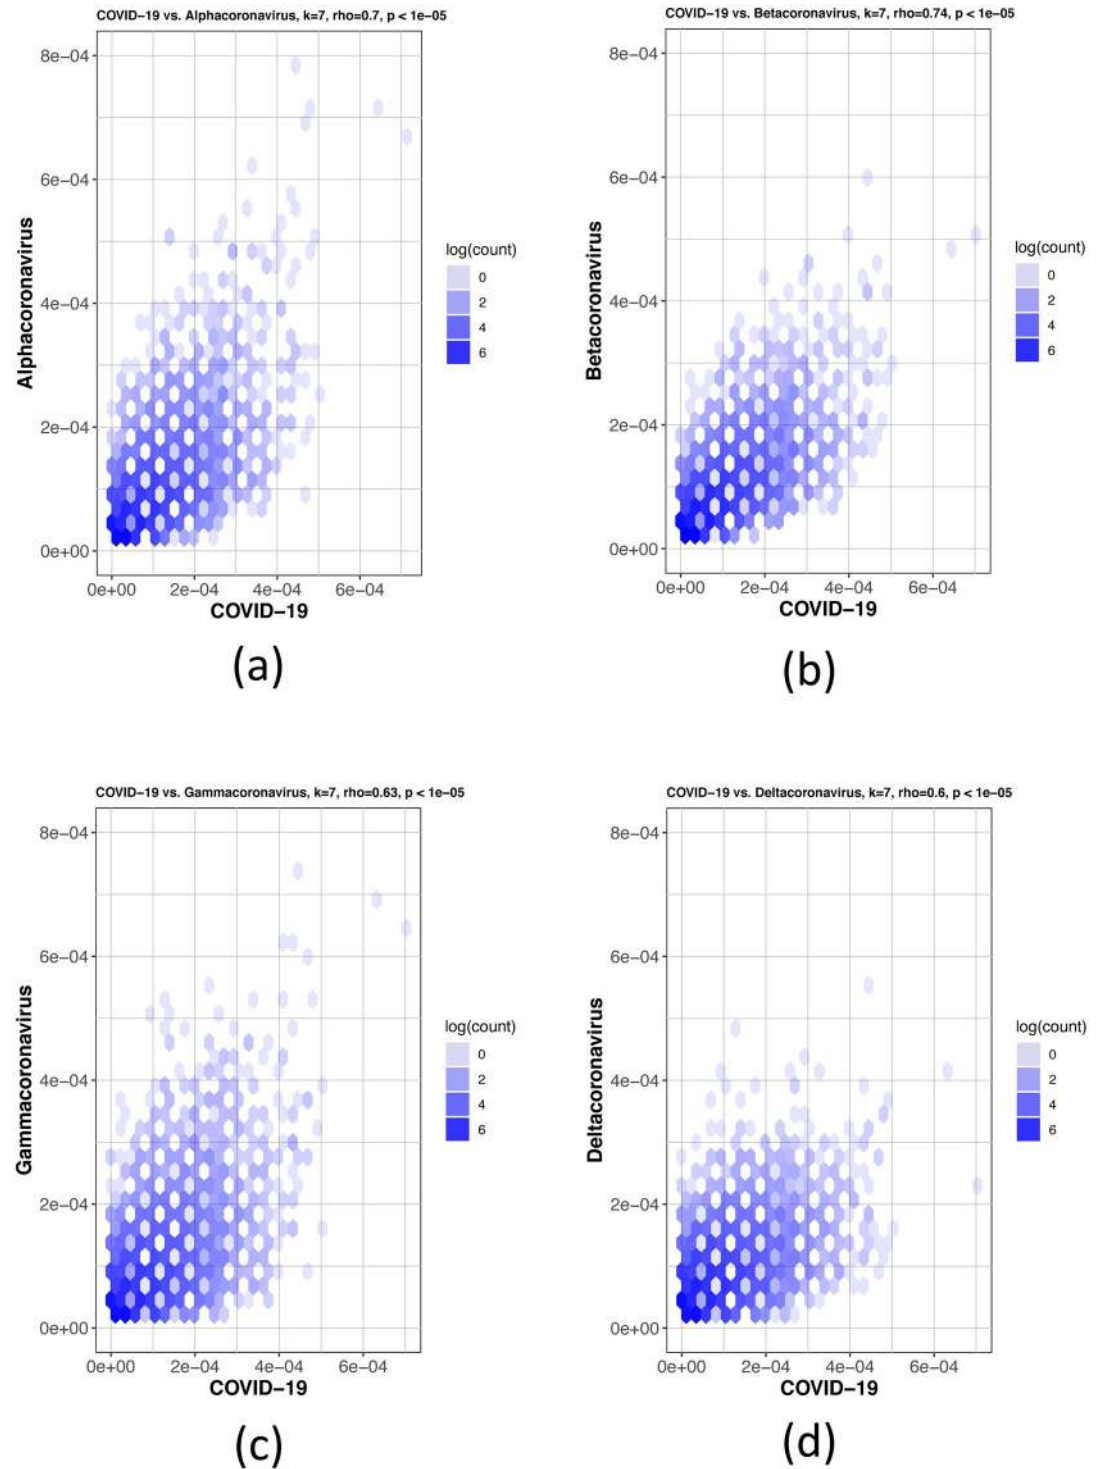 COVID−19 vs. Alphacoronavirus, k=7, rho=0.7, p < 1e−05
8e−04
6e−04
4e−04
2e−04
0e+00
Alphacoronavirus
0e+00 2e−04 4e−04 6e−04
COVID−19
log(count)
0
2
4
6
(a)
COVID−19 vs. Betacoronavirus, k=7, rho=0.74, p < 1e−05
8e−04
6e−04
4e−04
2e−04
0e+00
Betacoronavirus
0e+00 2e−04 4e−04 6e−04
COVID−19
log(count)
0
2
4
6
(b)
COVID−19 vs. Gammacoronavirus, k=7, rho=0.63, p < 1e−05
8e−04
6e−04
4e−04
2e−04
0e+00
Gammacoronavirus
0e+00 2e−04 4e−04 6e−04
COVID−19
log(count)
0
2
4
6
(c)
COVID−19 vs. Deltacoronavirus, k=7, rho=0.6, p < 1e−05
8e−04
6e−04
4e−04
2e−04
0e+00
Deltacoronavirus
0e+00 2e−04 4e−04 6e−04
COVID−19
log(count)
0
2
4
6
(d)